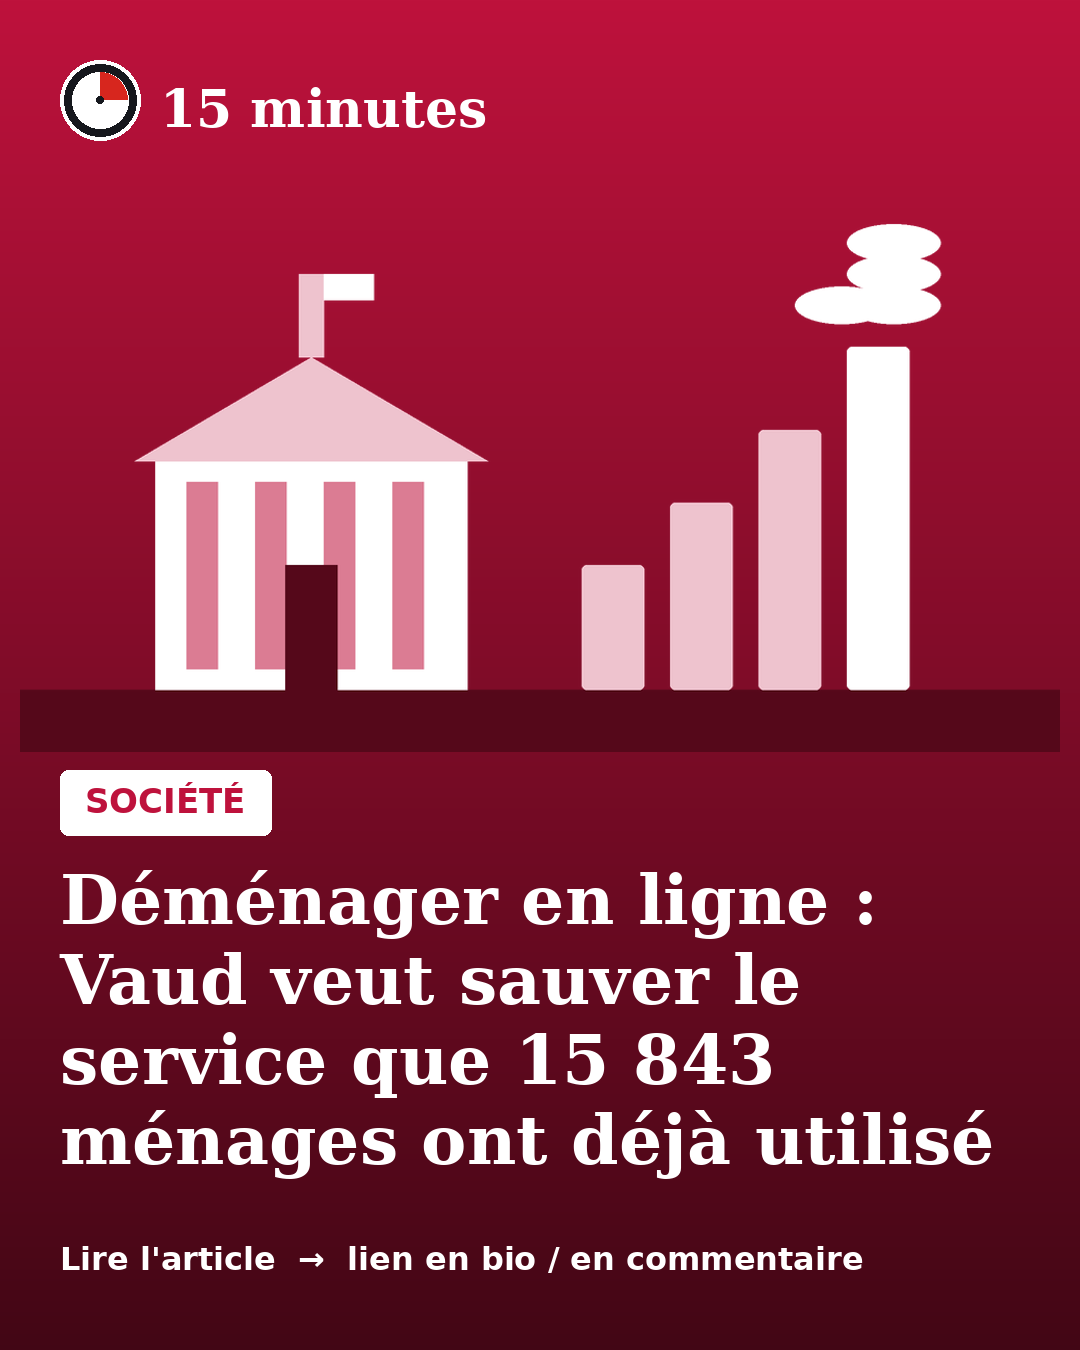 15 minutes
SOCIÉTÉ
Déménager en ligne :
Vaud veut sauver le
service que 15 843
ménages ont déjà utilisé
Lire l'article → lien en bio / en commentaire